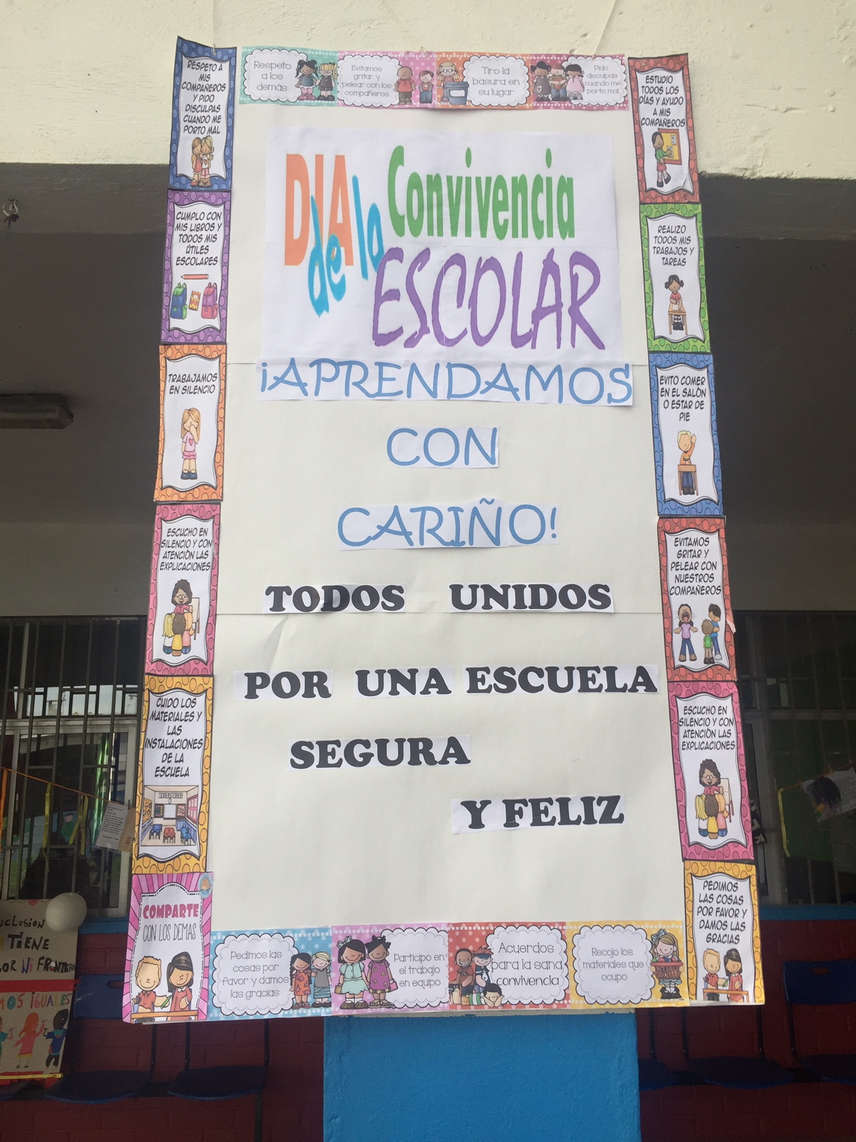 Respeto
a los
demás
Evitamos
gritar y
pelear con los
compañeros
Tiro la
basura en
su lugar
Pido
disculpas
cuando me
porto mal
RESPETO A
MIS
COMPAÑEROS
Y PIDO
DISCULPAS
CUANDO ME
PORTO MAL
CUMPLO CON
MIS LIBROS Y
TODOS MIS
ÚTILES
ESCOLARES
TRABAJAMOS
EN SILENCIO
ESCUCHO EN
SILENCIO Y CON
ATENCIÓN LAS
EXPLICACIONES
CUIDO LOS
MATERIALES Y
LAS
INSTALACIONES
DE LA
ESCUELA
COMPARTE
CON LOS DEMAS
DIA de la Convivencia
ESCOLAR
¡APRENDAMOS
CON
CARIÑO!
TODOS UNIDOS
POR UNA ESCUELA
SEGURA
Y FELIZ
ESTUDIO
TODOS LOS
DÍAS Y AYUDO
A MIS
COMPAÑEROS
REALIZO
TODOS MIS
TRABAJOS Y
TAREAS
EVITO COMER
EN EL SALÓN
O ESTAR DE
PIE
EVITAMOS
GRITAR Y
PELEAR CON
NUESTROS
COMPAÑEROS
ESCUCHO EN
SILENCIO Y CON
ATENCIÓN LAS
EXPLICACIONES
PEDIMOS
LAS COSAS
POR FAVOR Y
DAMOS LAS
GRACIAS
Pedimos las
cosas por
favor y damos
las gracias
Participo en
el trabajo
en equipo
Acuerdos
para la sana
convivencia
Recojo los
materiales que
ocupo
TIENE
IGUALES